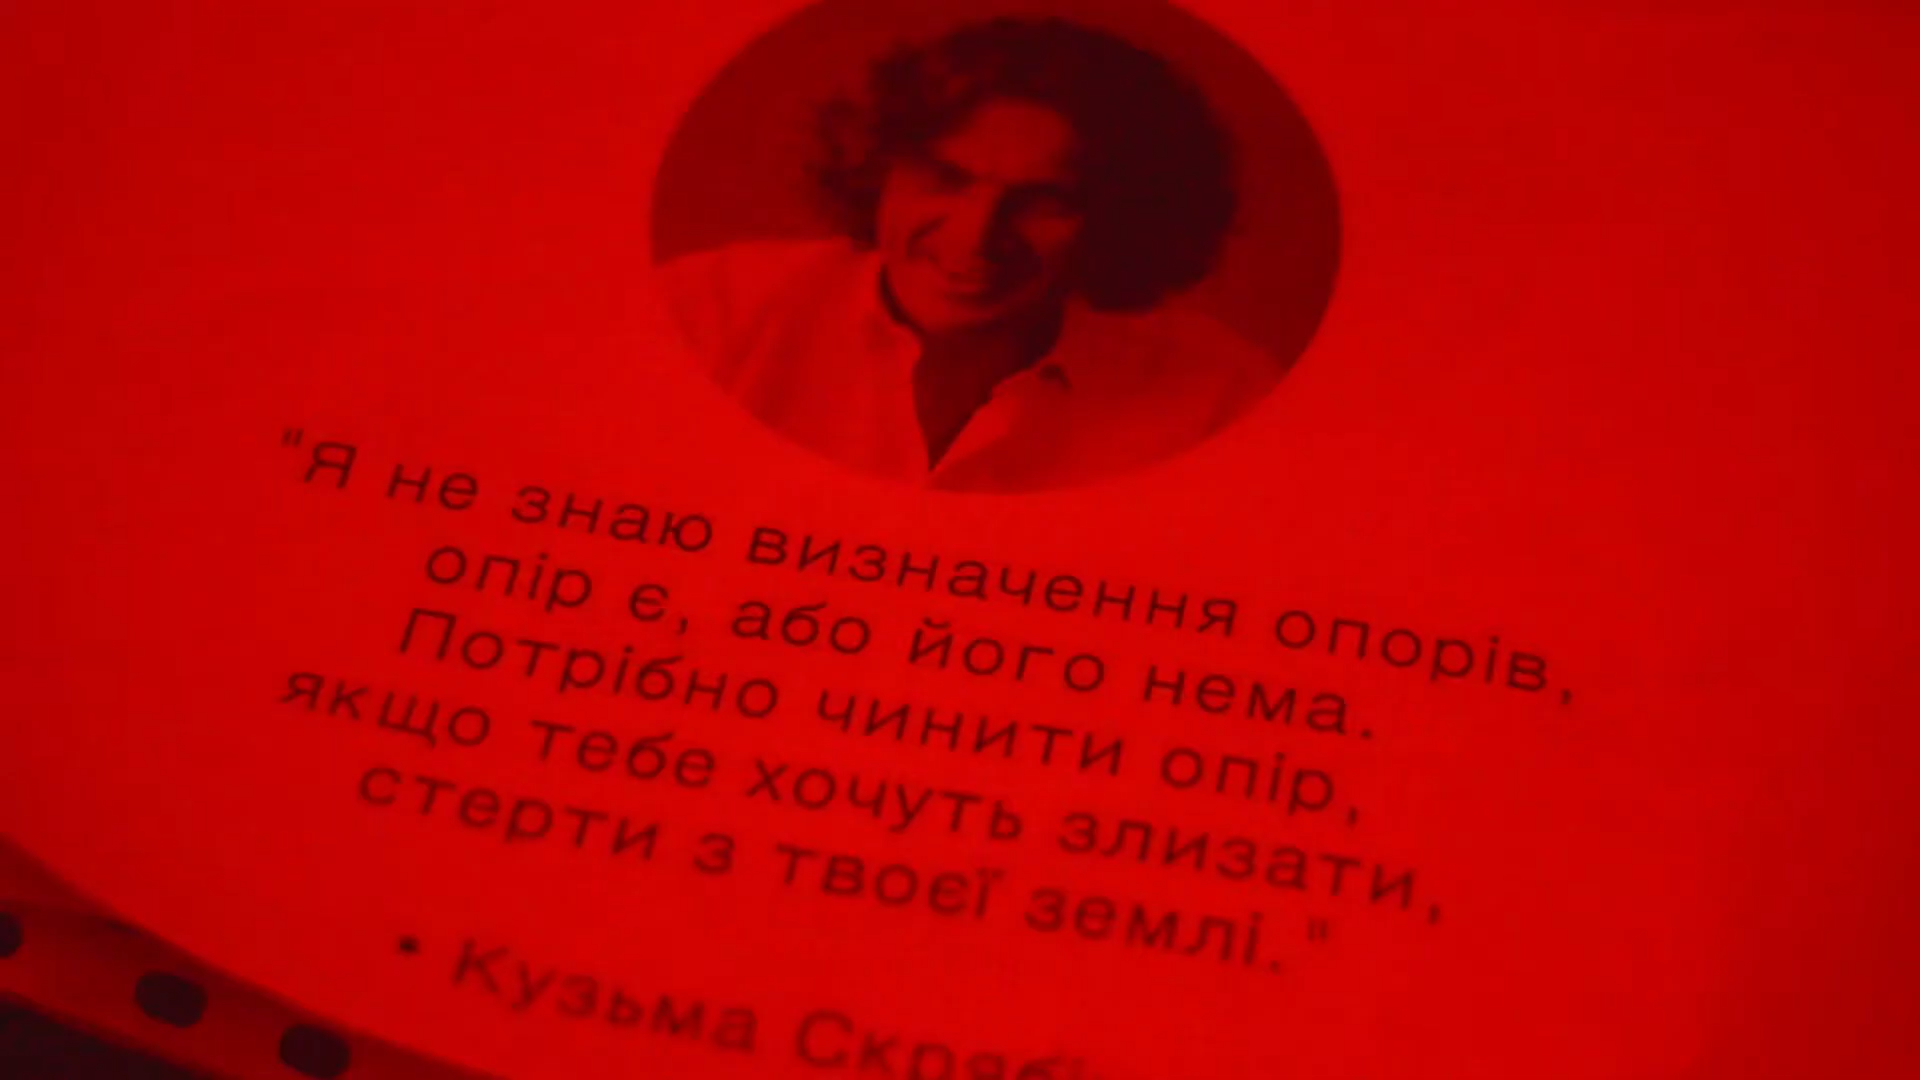 "Я не знаю визначення опорів,
опір є, або його нема.
Потрібно чинити опір,
якщо тебе хочуть злизати,
стерти з твоєї землі."
• Кузьма